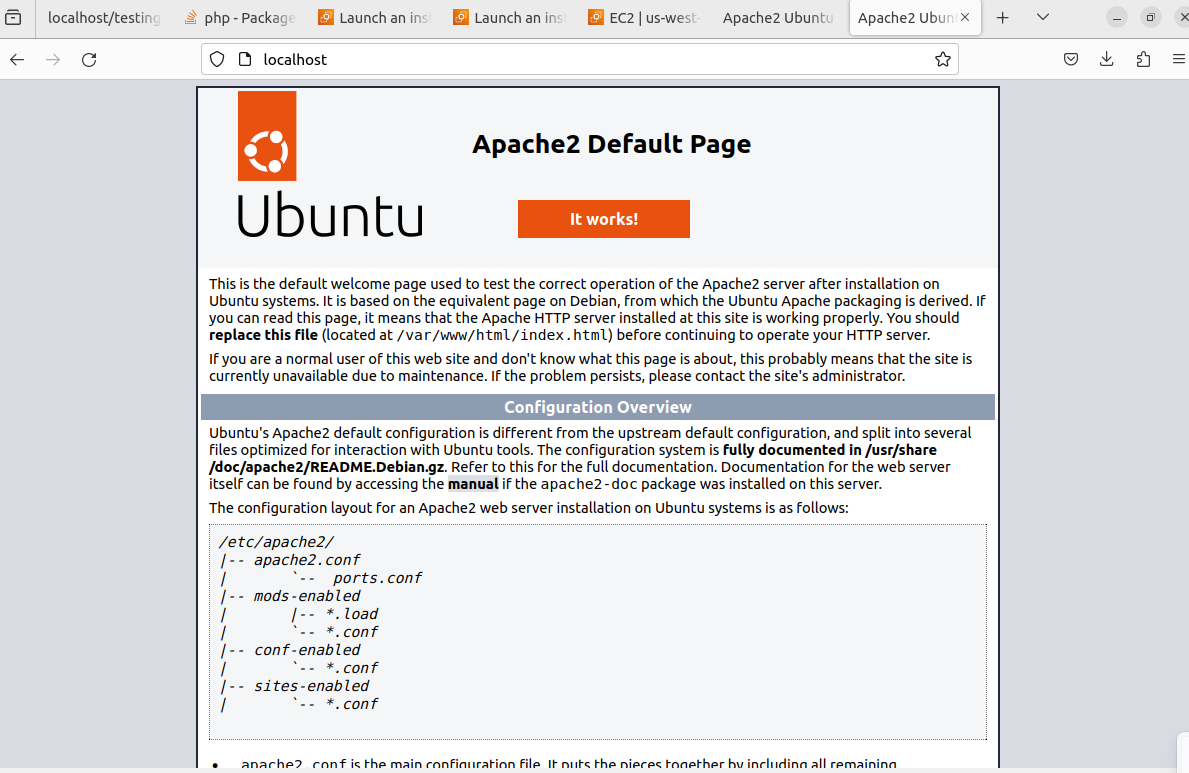 localhost/testing
php - Package
Launch an inst
Launch an inst
EC2 | us-west-
Apache2 Ubuntu
Apache2 Ubun
localhost
Apache2 Default Page
Ubuntu
It works!
This is the default welcome page used to test the correct operation of the Apache2 server after installation on
Ubuntu systems. It is based on the equivalent page on Debian, from which the Ubuntu Apache packaging is derived. If
you can read this page, it means that the Apache HTTP server installed at this site is working properly. You should
replace this file (located at /var/www/html/index.html) before continuing to operate your HTTP server.
If you are a normal user of this web site and don't know what this page is about, this probably means that the site is
currently unavailable due to maintenance. If the problem persists, please contact the site's administrator.
Configuration Overview
Ubuntu's Apache2 default configuration is different from the upstream default configuration, and split into several
files optimized for interaction with Ubuntu tools. The configuration system is fully documented in /usr/share
/doc/apache2/README.Debian.gz. Refer to this for the full documentation. Documentation for the web server
itself can be found by accessing the manual if the apache2-doc package was installed on this server.
The configuration layout for an Apache2 web server installation on Ubuntu systems is as follows:
/etc/apache2/
|-- apache2.conf
|       `--  ports.conf
|-- mods-enabled
|       |-- *.load
|       `-- *.conf
|-- conf-enabled
|       `-- *.conf
|-- sites-enabled
|       `-- *.conf
• apache2.conf is the main configuration file. It puts the pieces together by including all remaining